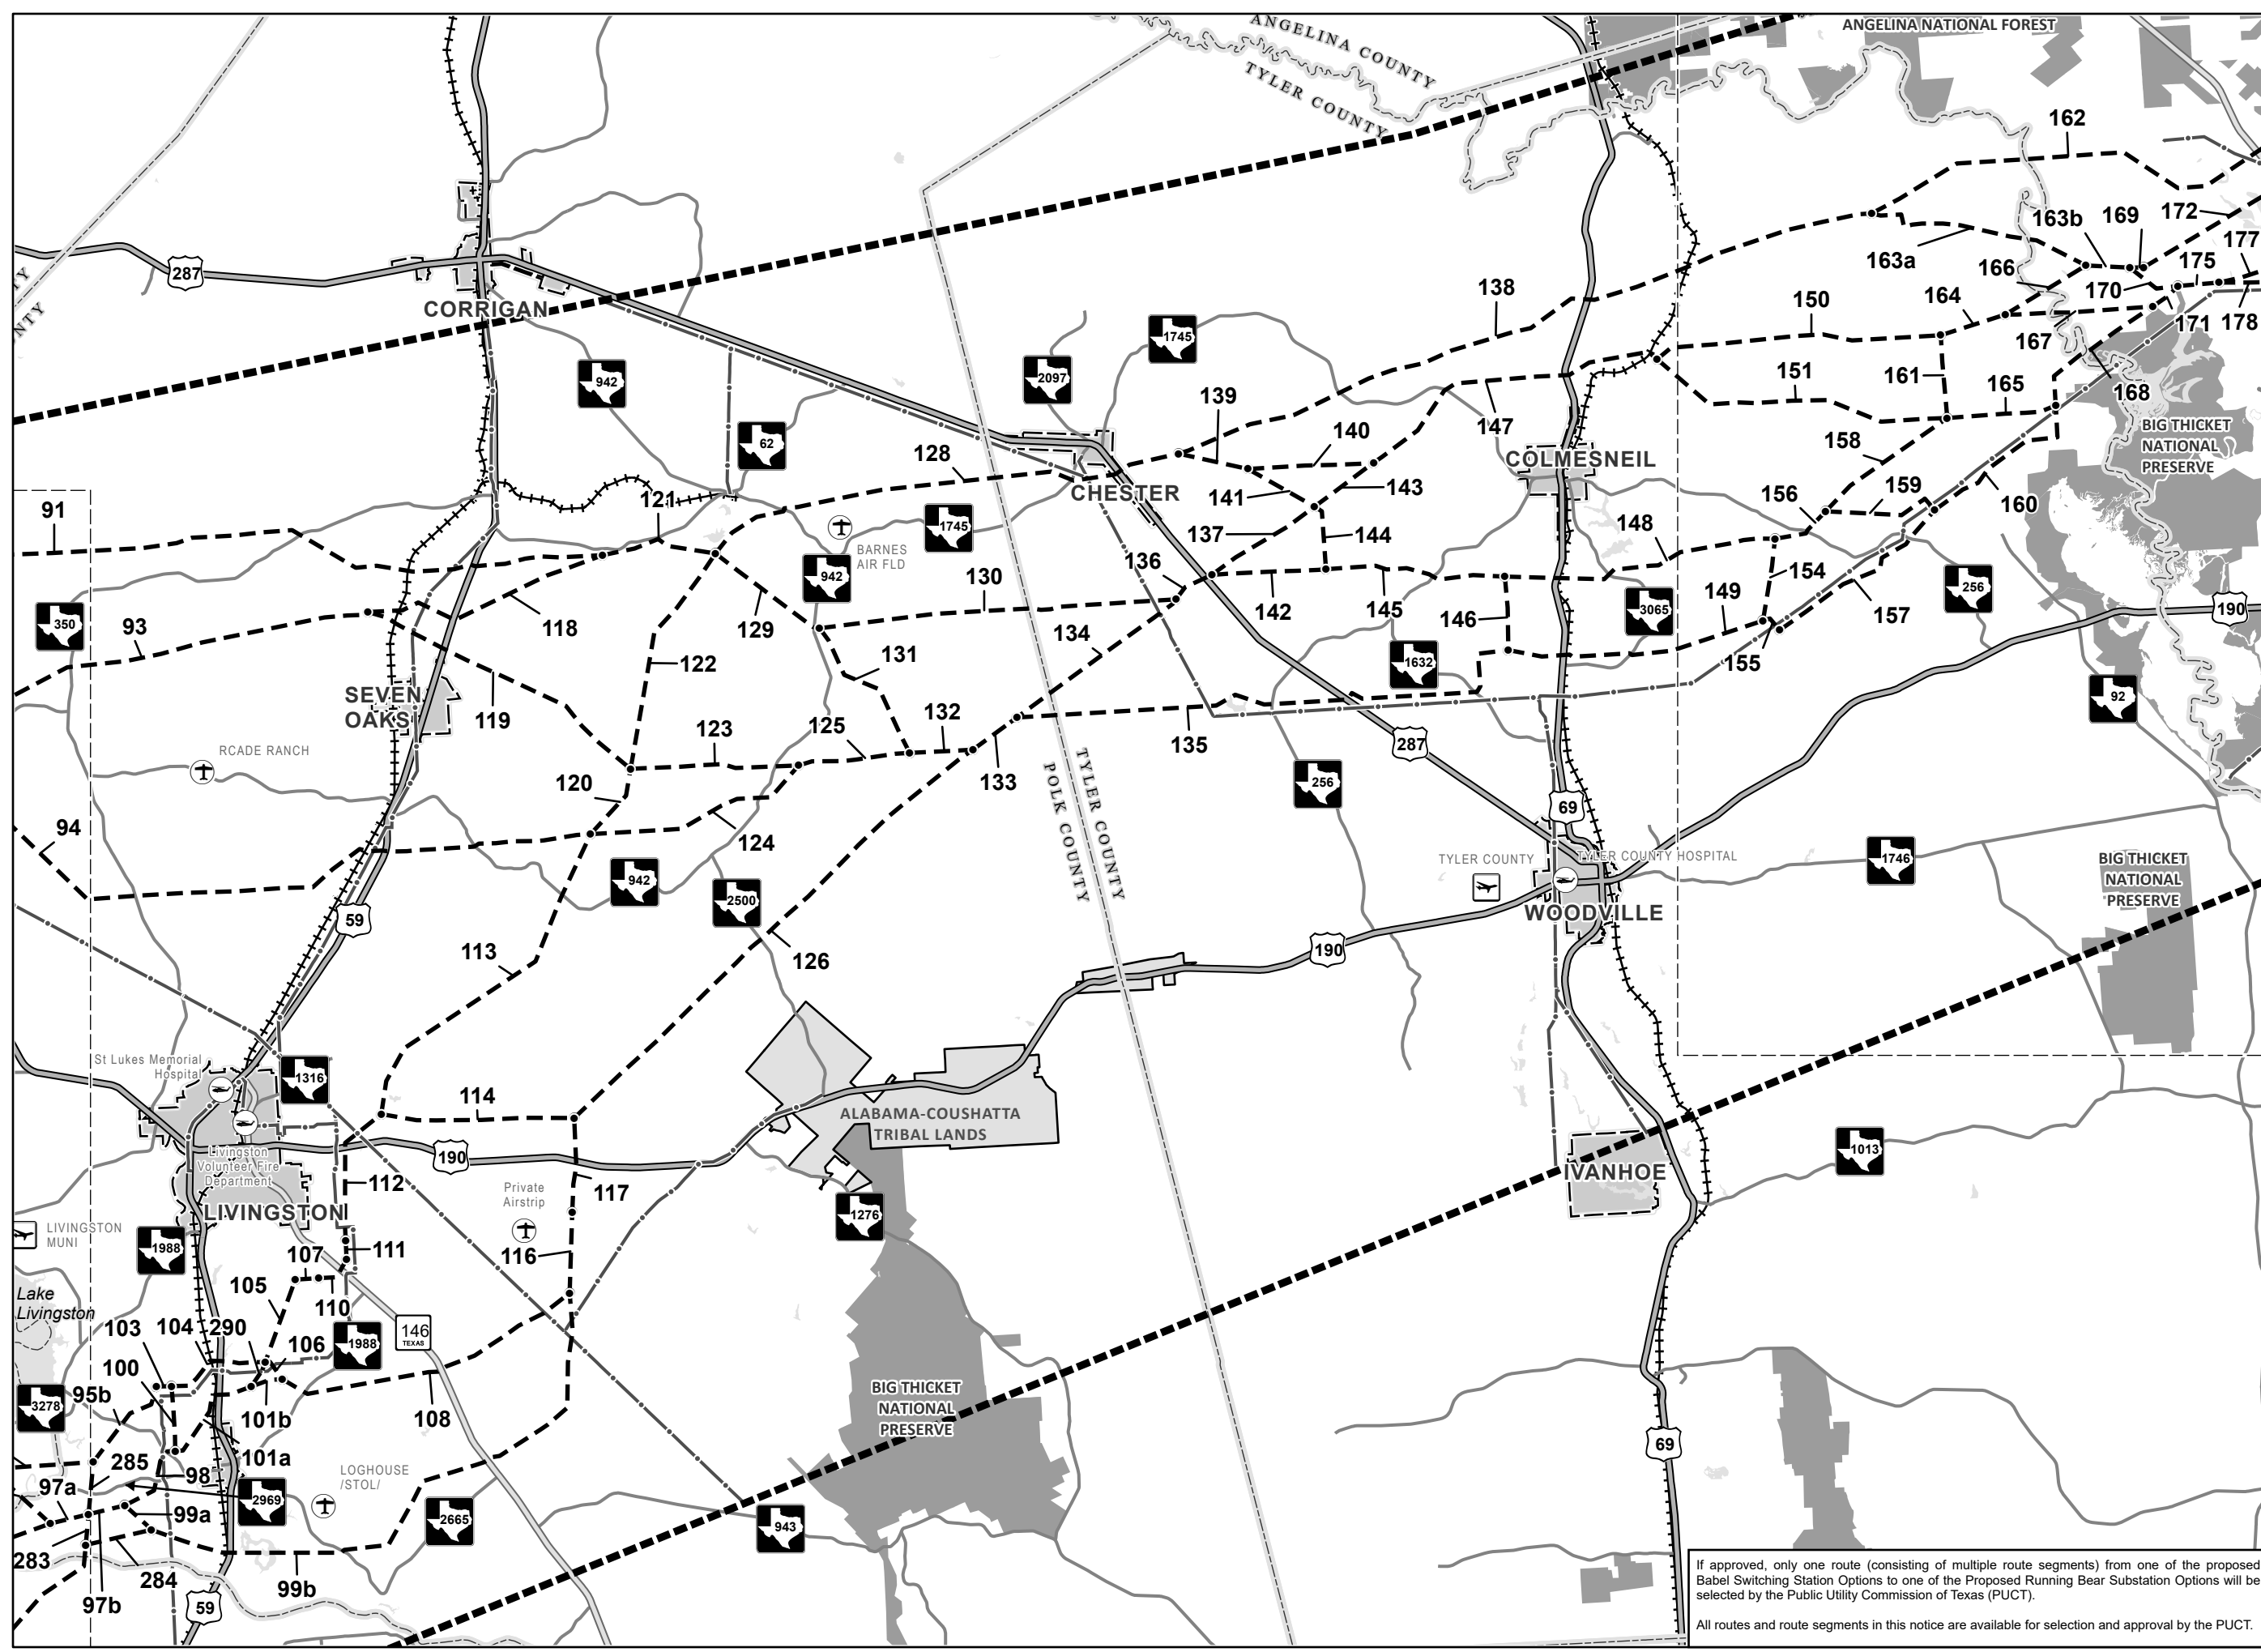 ANGELINA COUNTY
TYLER COUNTY
ANGELINA NATIONAL FOREST
162
163b
169
172
177
163a
166
175
170
164
167
171
178
168
150
138
151
161
165
287
CORRIGAN
942
62
2097
1745
139
140
147
COLMESNEIL
BIG THICKET
NATIONAL
PRESERVE
128
CHESTER
141
143
158
156
159
160
91
121
1745
BARNES
AIR FLD
942
137
144
148
136
130
142
145
146
3065
149
154
157
256
190
350
93
118
129
134
1632
155
92
122
131
SEVEN
OAKS
119
123
125
132
135
287
RCADE RANCH
120
133
TYLER COUNTY
POLK COUNTY
256
69
94
124
TYLER COUNTY
TYLER COUNTY HOSPITAL
1746
BIG THICKET
NATIONAL
PRESERVE
942
2500
59
WOODVILLE
113
126
190
St Lukes Memorial
Hospital
1316
114
ALABAMA-COUSHATTA
TRIBAL LANDS
190
Livingston
Volunteer Fire
Department
112
117
Private
Airstrip
IVANHOE
1013
LIVINGSTON
LIVINGSTON
MUNI
1988
111
107
116
1276
105
110
Lake
Livingston
103
104
290
106
1988
146
TEXAS
100
95b
3278
101b
108
BIG THICKET
NATIONAL
PRESERVE
69
285
98
101a
LOGHOUSE
/STOL/
97a
99a
2969
2665
943
283
284
99b
97b
59
If approved, only one route (consisting of multiple route segments) from one of the proposed
Babel Switching Station Options to one of the Proposed Running Bear Substation Options will be
selected by the Public Utility Commission of Texas (PUCT).
All routes and route segments in this notice are available for selection and approval by the PUCT.